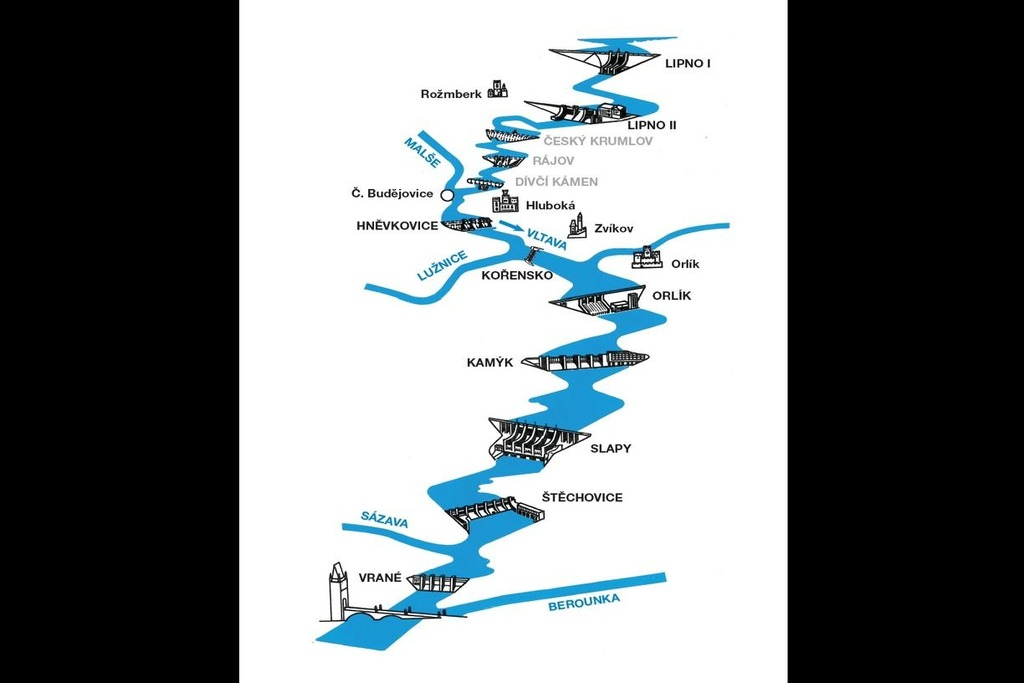 LIPNO I
Rožmberk
LIPNO II
ČESKÝ KRUMLOV
MALŠE
RÁJOV
DÍVČÍ KÁMEN
Č. Budějovice
Hluboká
HNĚVKOVICE
VLTAVA
Zvíkov
LUŽNICE
KOŘENSKO
Orlík
ORLÍK
KAMÝK
SLAPY
ŠTĚCHOVICE
SÁZAVA
VRANÉ
BEROUNKA